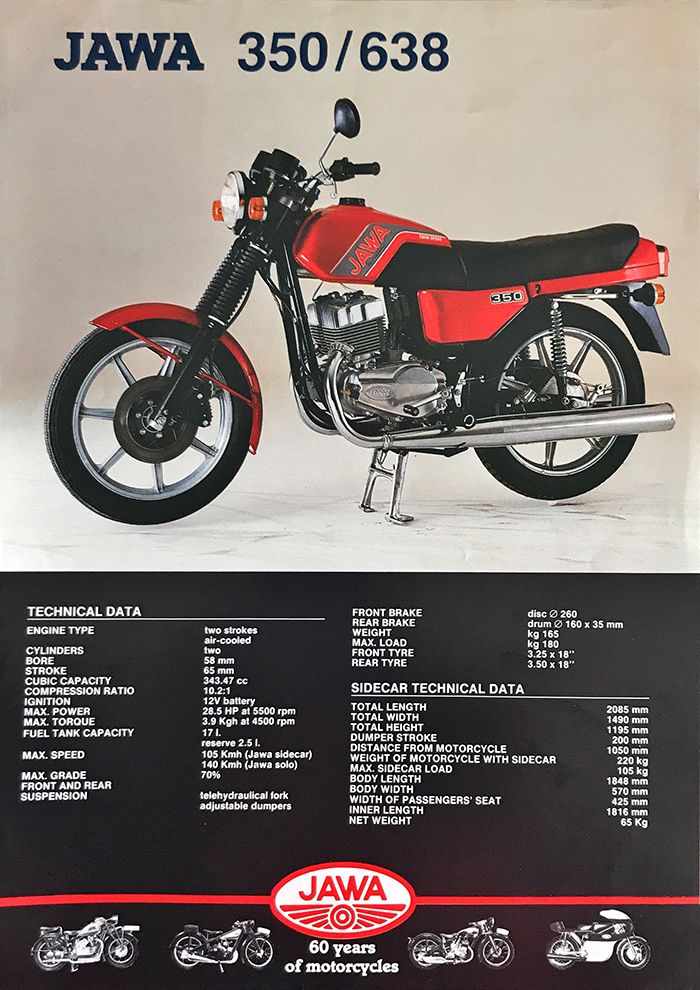 JAWA 350/638
JAWA
TWIN SPORT
350
TECHNICAL DATA
ENGINE TYPE two strokes
air-cooled
CYLINDERS two
BORE 58 mm
STROKE 65 mm
CUBIC CAPACITY 343.47 cc
COMPRESSION RATIO 10.2:1
IGNITION 12V battery
MAX. POWER 28.5 HP at 5500 rpm
MAX. TORQUE 3.9 Kgh at 4500 rpm
FUEL TANK CAPACITY 17 l.
reserve 2.5 l.
MAX. SPEED 105 Kmh (Jawa sidecar)
140 Kmh (Jawa solo)
MAX. GRADE 70%
FRONT AND REAR
SUSPENSION telehydraulical fork
adjustable dumpers
FRONT BRAKE disc ∅ 260
REAR BRAKE drum ∅ 160 x 35 mm
WEIGHT kg 165
MAX. LOAD kg 180
FRONT TYRE 3.25 x 18''
REAR TYRE 3.50 x 18''
SIDECAR TECHNICAL DATA
TOTAL LENGTH 2085 mm
TOTAL WIDTH 1490 mm
TOTAL HEIGHT 1195 mm
DUMPER STROKE 200 mm
DISTANCE FROM MOTORCYCLE 1050 mm
WEIGHT OF MOTORCYCLE WITH SIDECAR 220 kg
MAX. SIDECAR LOAD 105 kg
BODY LENGTH 1848 mm
BODY WIDTH 570 mm
WIDTH OF PASSENGERS' SEAT 425 mm
INNER LENGTH 1816 mm
NET WEIGHT 65 Kg
JAWA
60 years
of motorcycles